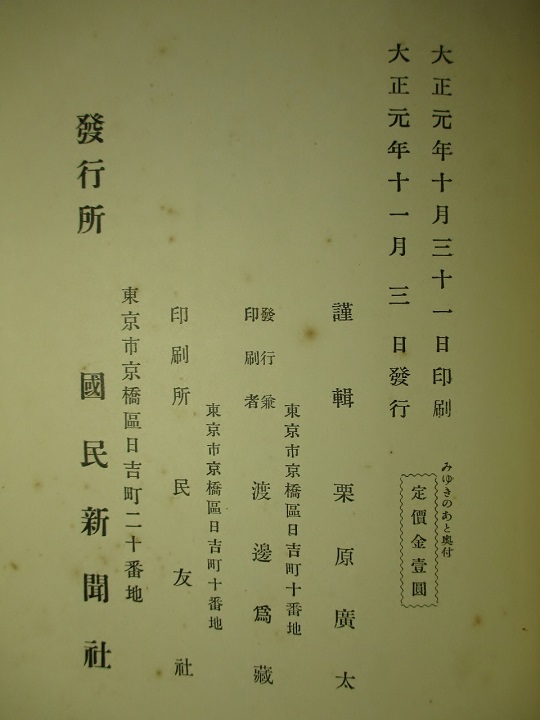 大正元年十月三十一日印刷
大正元年十一月三日發行
みゆきのあと奧付
定價金壹圓
謹輯 栗原廣太
東京市京橋區日吉町十番地
發行兼
印刷者 渡邊爲藏
東京市京橋區日吉町十番地
印刷所 民友社
東京市京橋區日吉町二十番地
發行所 國民新聞社